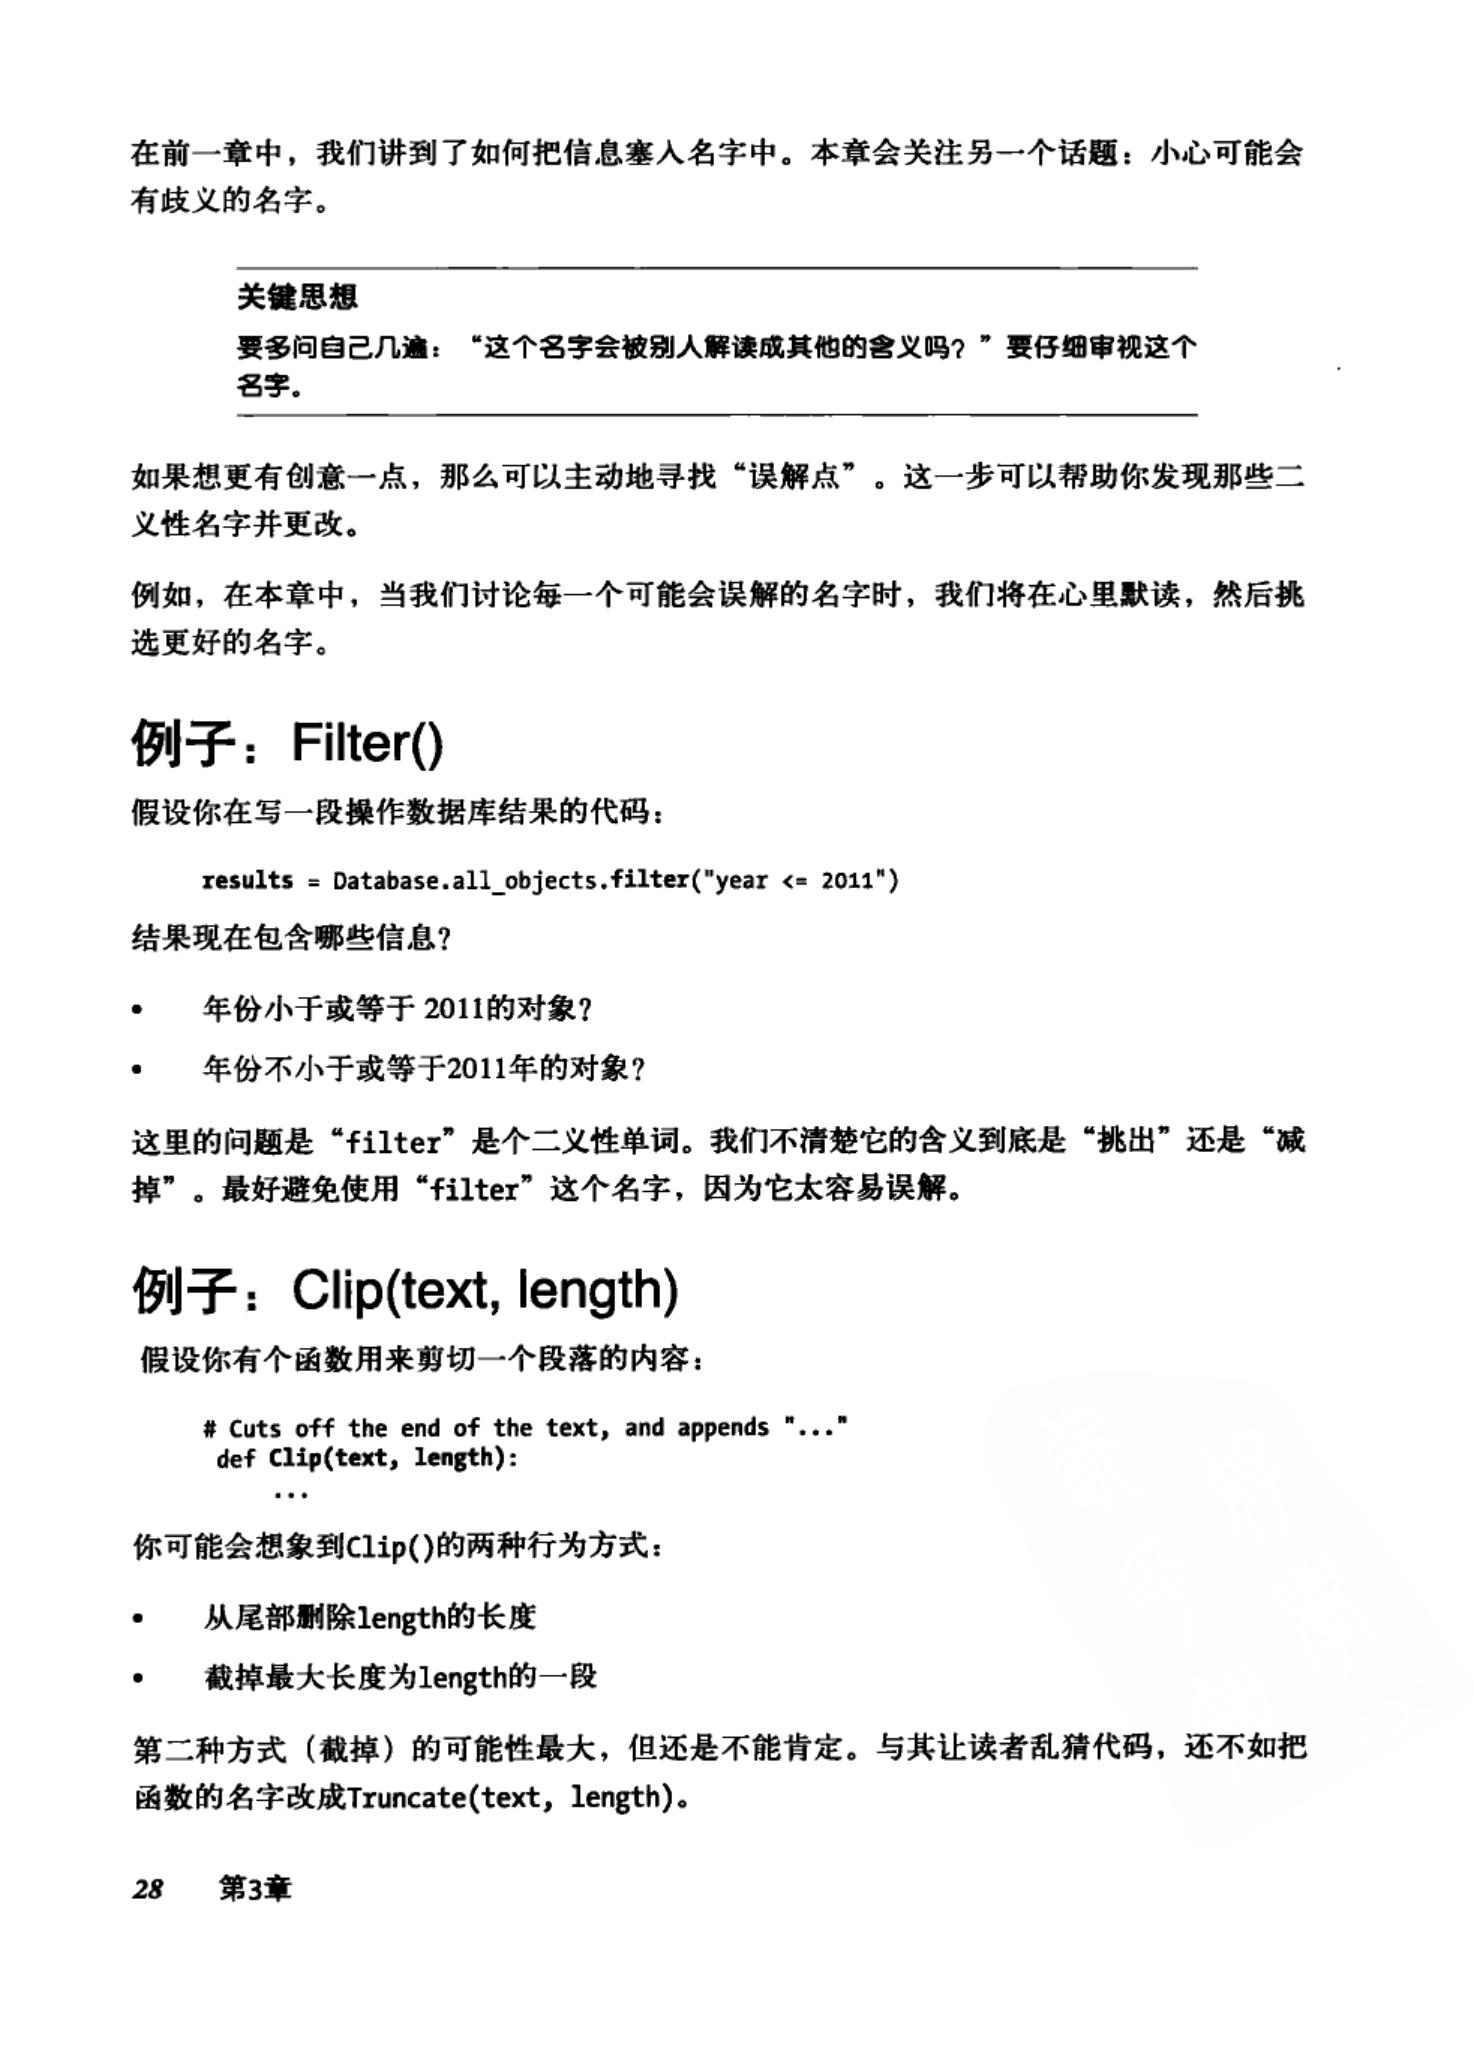 在前一章中，我们讲到了如何把信息塞入名字中。本章会关注另一个话题：小心可能会
有歧义的名字。
关键思想
要多问自己几遍：“这个名字会被别人解读成其他的含义吗？”要仔细审视这个
名字。
如果想更有创意一点，那么可以主动地寻找“误解点”。这一步可以帮助你发现那些二
义性名字并更改。
例如，在本章中，当我们讨论每一个可能会误解的名字时，我们将在心里默读，然后挑
选更好的名字。
例子：Filter()
假设你在写一段操作数据库结果的代码：
results = Database.all_objects.filter("year <= 2011")
结果现在包含哪些信息？
• 年份小于或等于 2011的对象？
• 年份不小于或等于2011年的对象？
这里的问题是“filter”是个二义性单词。我们不清楚它的含义到底是“挑出”还是“减
掉”。最好避免使用“filter”这个名字，因为它太容易误解。
例子：Clip(text, length)
假设你有个函数用来剪切一个段落的内容：
# Cuts off the end of the text, and appends "..."
def Clip(text, length):
...
你可能会想象到Clip()的两种行为方式：
• 从尾部删除length的长度
• 截掉最大长度为length的一段
第二种方式（截掉）的可能性最大，但还是不能肯定。与其让读者乱猜代码，还不如把
函数的名字改成Truncate(text, length)。
28 第3章